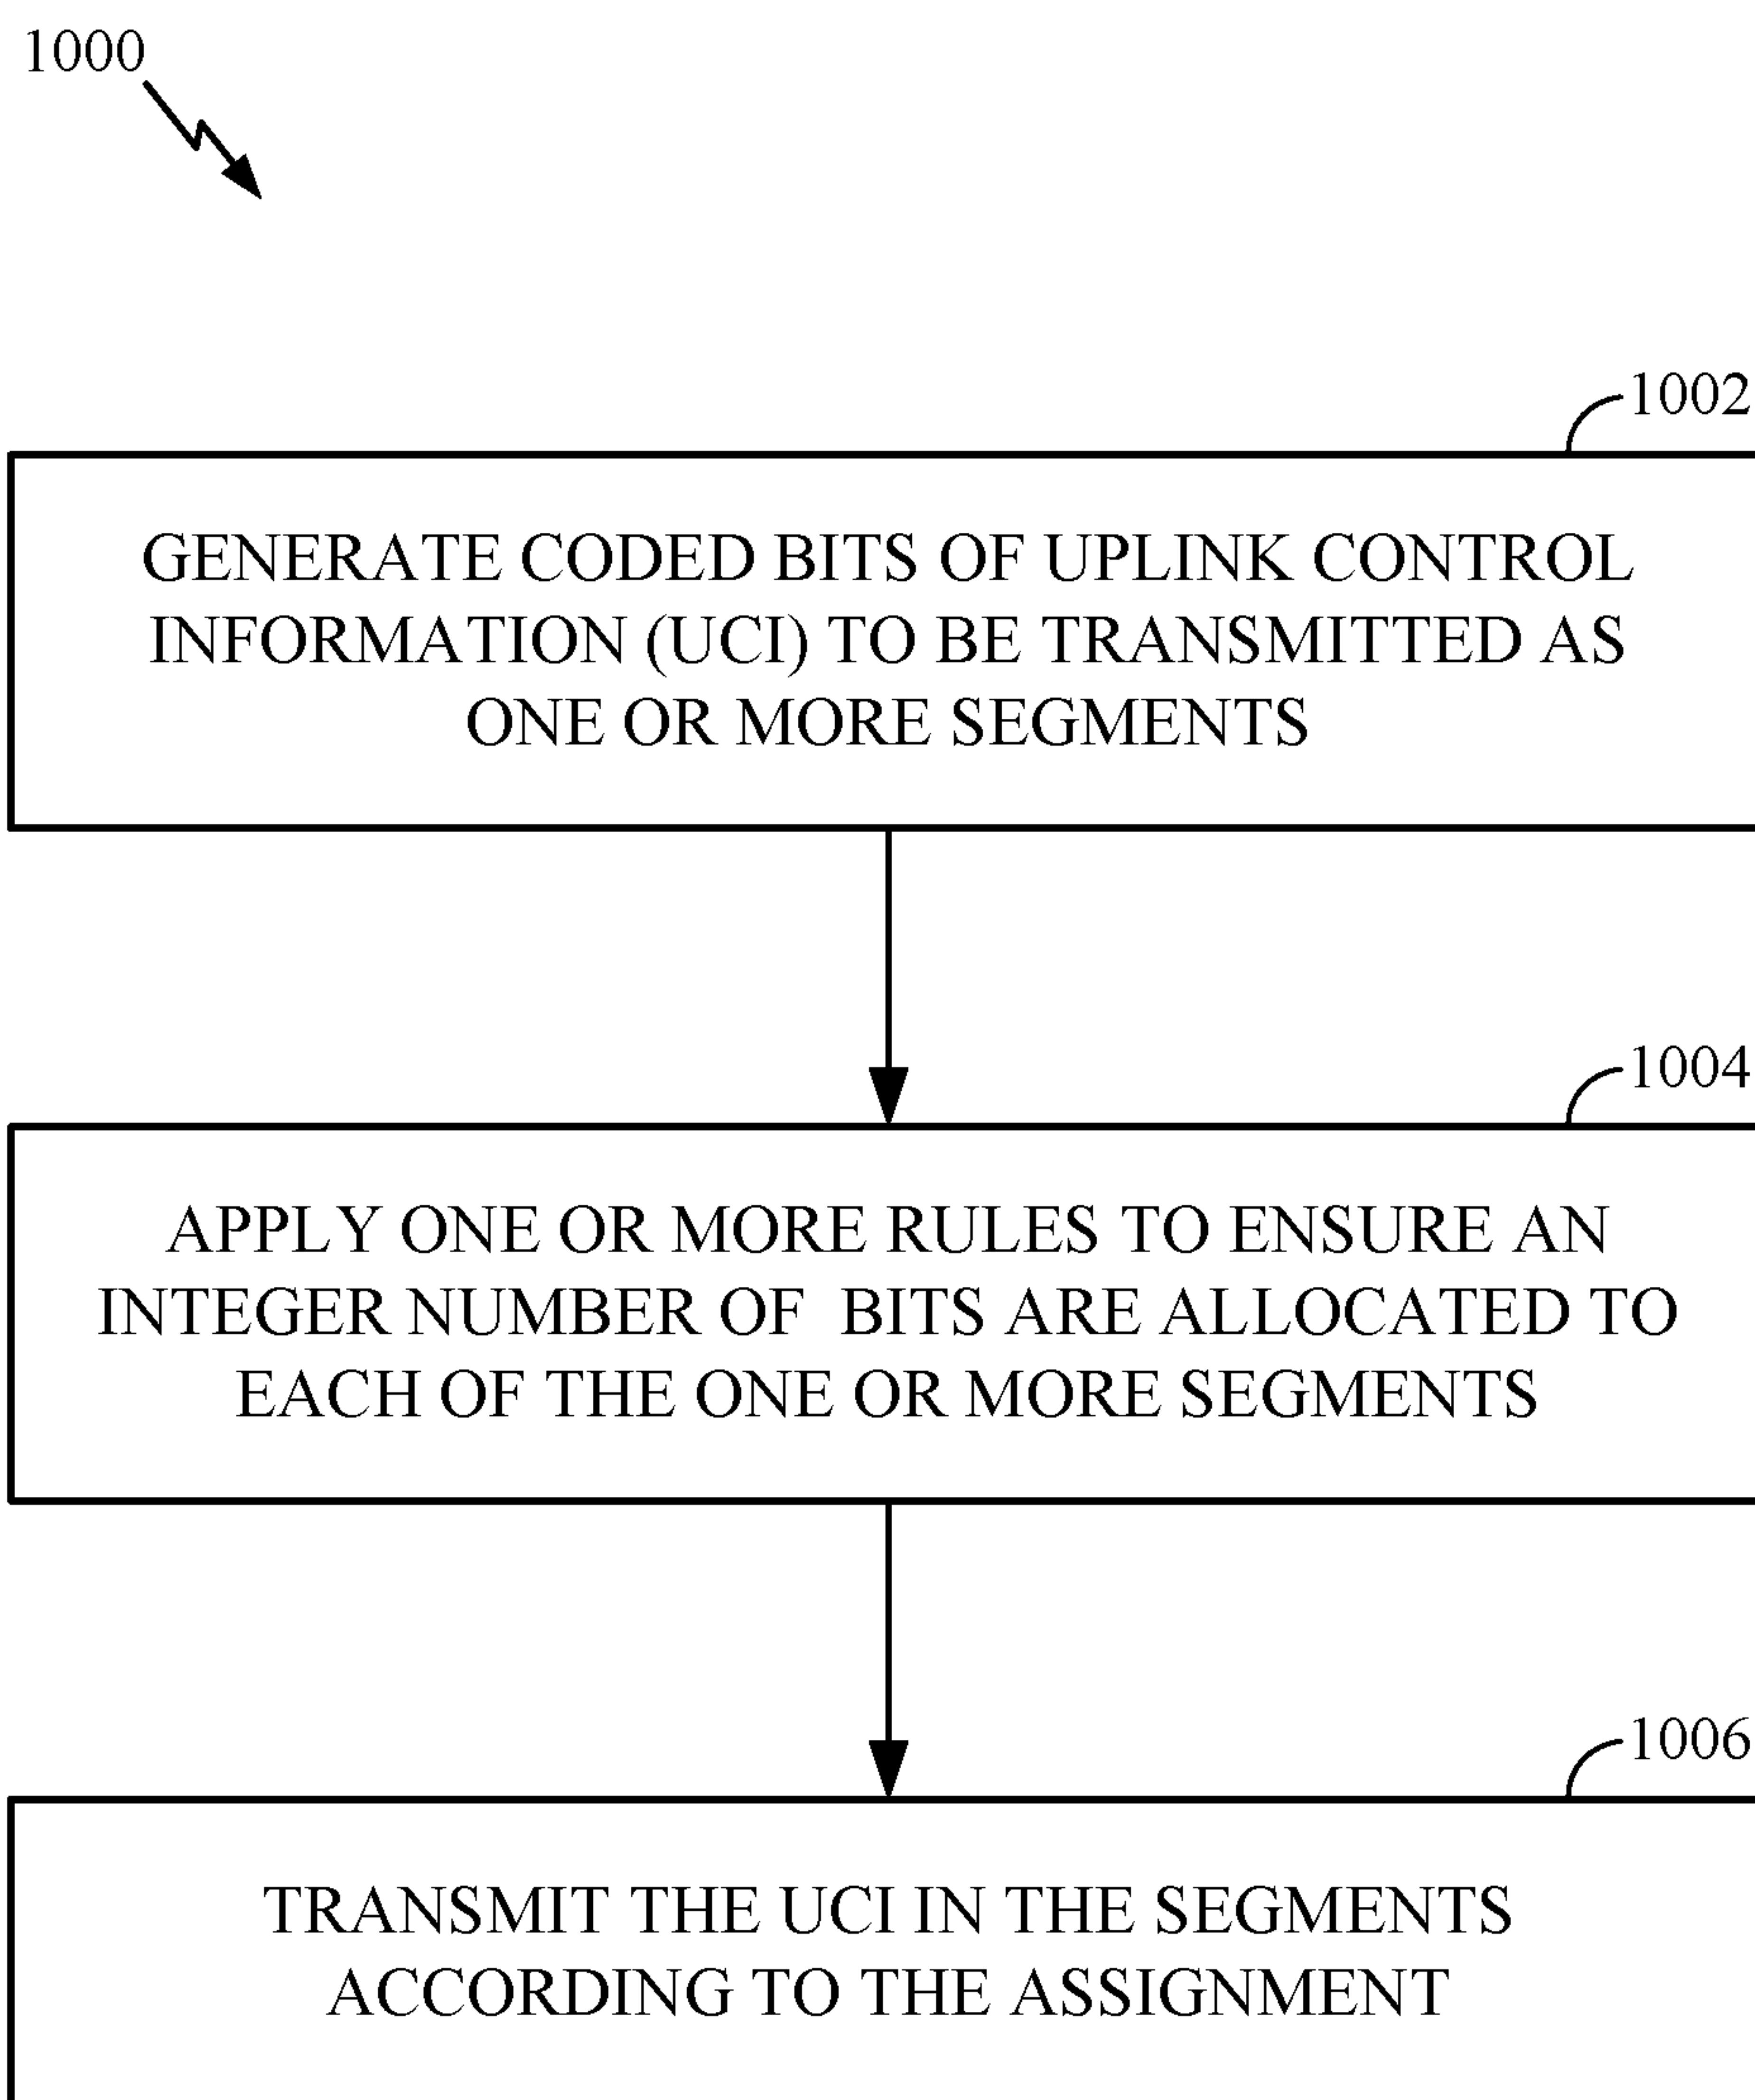 1000
1002
GENERATE CODED BITS OF UPLINK CONTROL
INFORMATION (UCI) TO BE TRANSMITTED AS
ONE OR MORE SEGMENTS
1004
APPLY ONE OR MORE RULES TO ENSURE AN
INTEGER NUMBER OF BITS ARE ALLOCATED TO
EACH OF THE ONE OR MORE SEGMENTS
1006
TRANSMIT THE UCI IN THE SEGMENTS
ACCORDING TO THE ASSIGNMENT